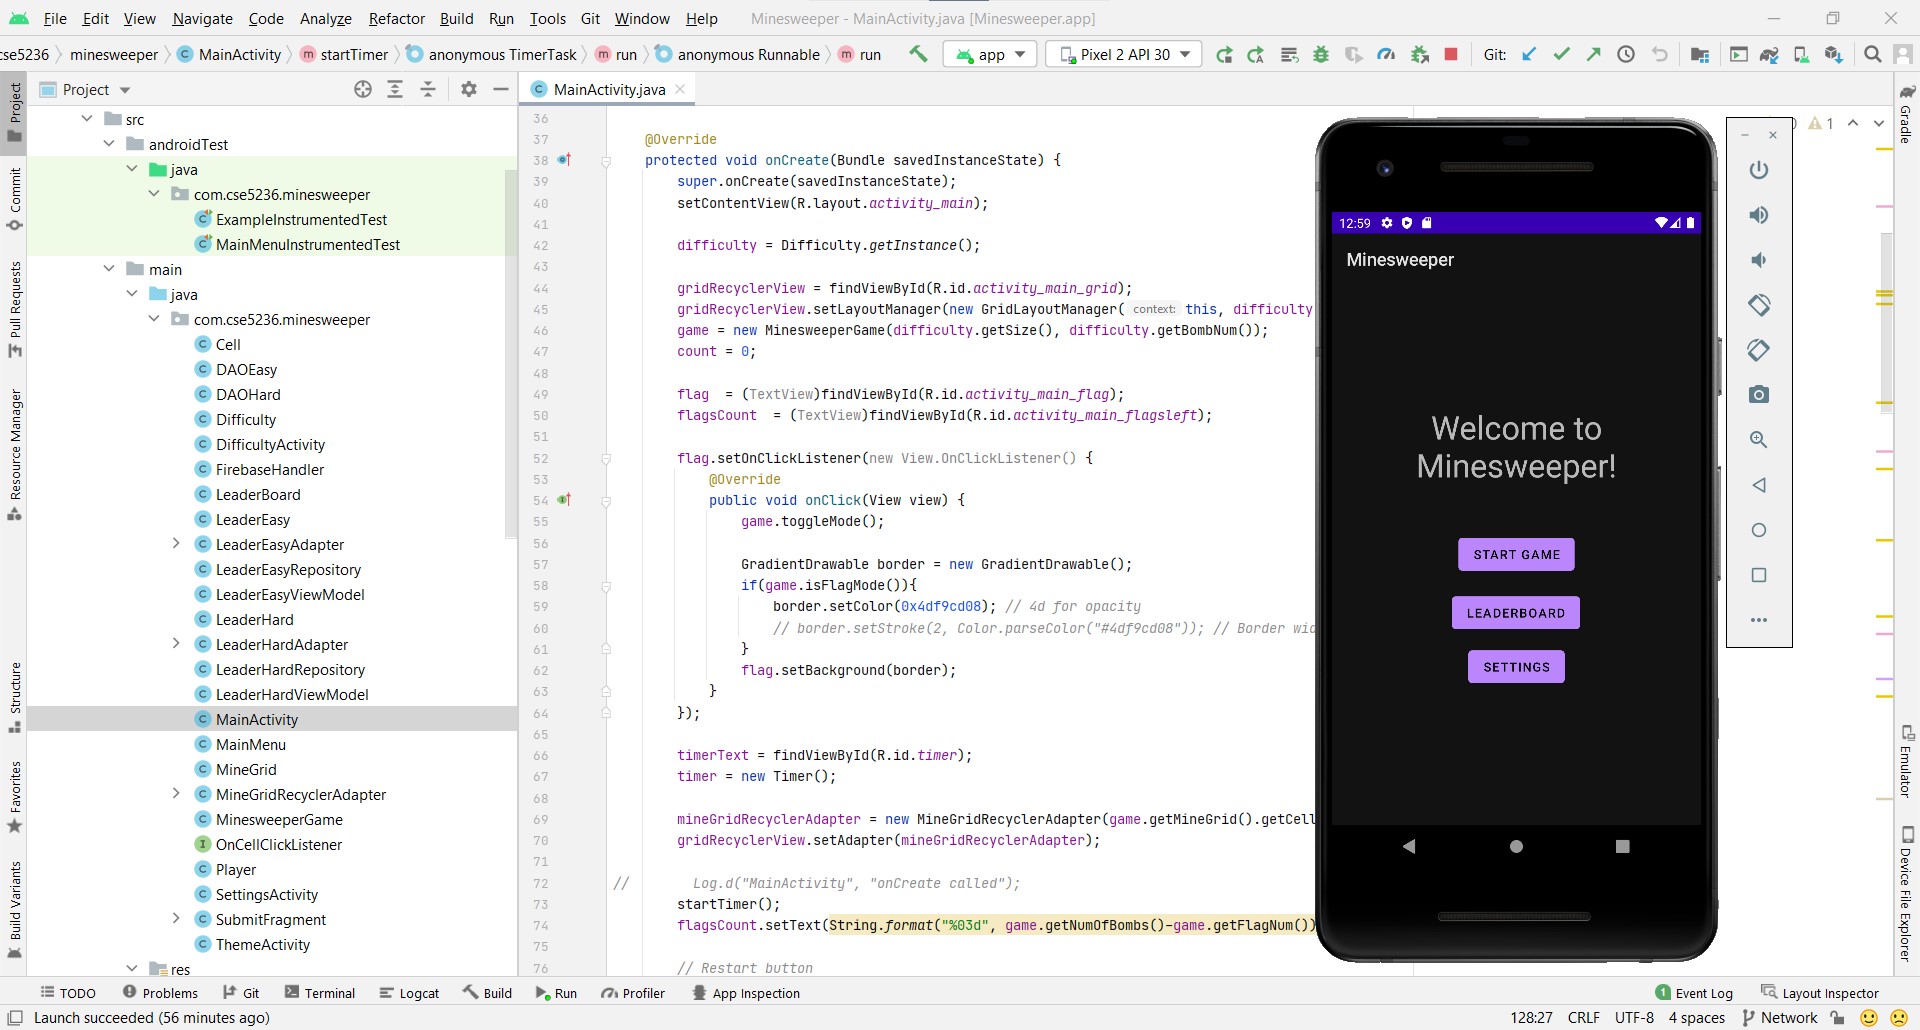 File Edit View Navigate Code Analyze Refactor Build Run Tools Git Window Help Minesweeper - MainActivity.java [Minesweeper.app]
cse5236 minesweeper MainActivity startTimer anonymous TimerTask run anonymous Runnable run app Pixel 2 API 30 Git:
Project
MainActivity.java
src
androidTest
java
com.cse5236.minesweeper
ExampleInstrumentedTest
MainMenuInstrumentedTest
main
java
com.cse5236.minesweeper
Cell
DAOEasy
DAOHard
Difficulty
DifficultyActivity
FirebaseHandler
LeaderBoard
LeaderEasy
LeaderEasyAdapter
LeaderEasyRepository
LeaderEasyViewModel
LeaderHard
LeaderHardAdapter
LeaderHardRepository
LeaderHardViewModel
MainActivity
MainMenu
MineGrid
MineGridRecyclerAdapter
MinesweeperGame
OnCellClickListener
Player
SettingsActivity
SubmitFragment
ThemeActivity
res
Project
Commit
Pull Requests
Resource Manager
Structure
Favorites
Build Variants
36
37 @Override
38 protected void onCreate(Bundle savedInstanceState) {
39 super.onCreate(savedInstanceState);
40 setContentView(R.layout.activity_main);
41
42 difficulty = Difficulty.getInstance();
43
44 gridRecyclerView = findViewById(R.id.activity_main_grid);
45 gridRecyclerView.setLayoutManager(new GridLayoutManager( context: this, difficulty
46 game = new MinesweeperGame(difficulty.getSize(), difficulty.getBombNum());
47 count = 0;
48
49 flag = (TextView)findViewById(R.id.activity_main_flag);
50 flagsCount = (TextView)findViewById(R.id.activity_main_flagsleft);
51
52 flag.setOnClickListener(new View.OnClickListener() {
53 @Override
54 public void onClick(View view) {
55 game.toggleMode();
56
57 GradientDrawable border = new GradientDrawable();
58 if(game.isFlagMode()){
59 border.setColor(0x4df9cd08); // 4d for opacity
60 // border.setStroke(2, Color.parseColor("#4df9cd08")); // Border wid
61 }
62 flag.setBackground(border);
63 }
64 });
65
66 timerText = findViewById(R.id.timer);
67 timer = new Timer();
68
69 mineGridRecyclerAdapter = new MineGridRecyclerAdapter(game.getMineGrid().getCell
70 gridRecyclerView.setAdapter(mineGridRecyclerAdapter);
71
72 // Log.d("MainActivity", "onCreate called");
73 startTimer();
74 flagsCount.setText(String.format("%03d", game.getNumOfBombs()-game.getFlagNum())
75
76 // Restart button
1
12:59
Minesweeper
Welcome to
Minesweeper!
START GAME
LEADERBOARD
SETTINGS
Gradle
Emulator
Device File Explorer
TODO Problems Git Terminal Logcat Build Run Profiler App Inspection 1 Event Log Layout Inspector
Launch succeeded (56 minutes ago) 128:27 CRLF UTF-8 4 spaces Network